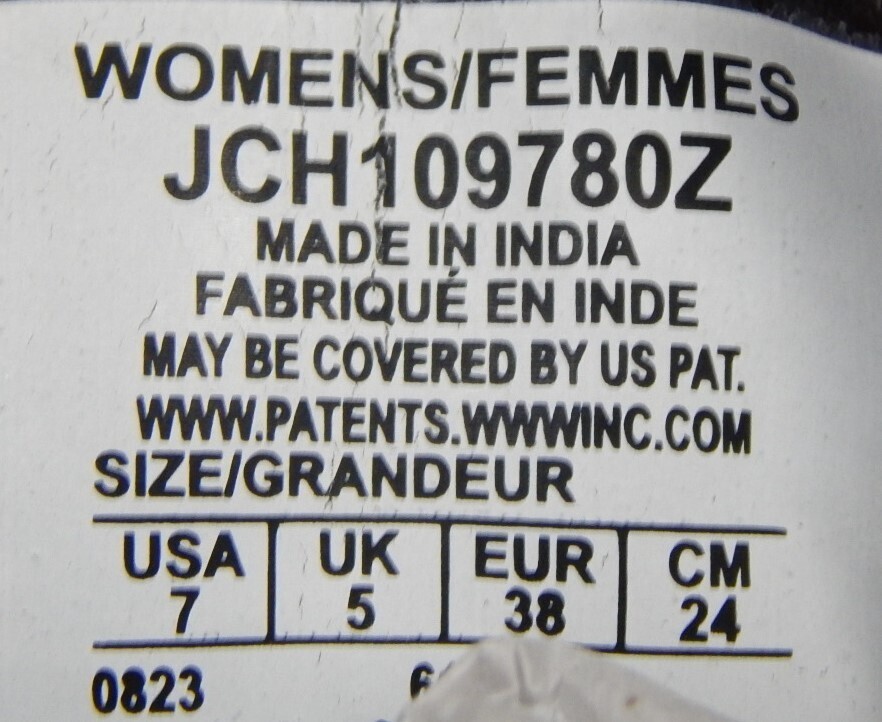 WOMENS/FEMMES
JCH109780Z
MADE IN INDIA
FABRIQUÉ EN INDE
MAY BE COVERED BY US PAT.
WWW.PATENTS.WWWINC.COM
SIZE/GRANDEUR
USA UK EUR CM
7 5 38 24
0823